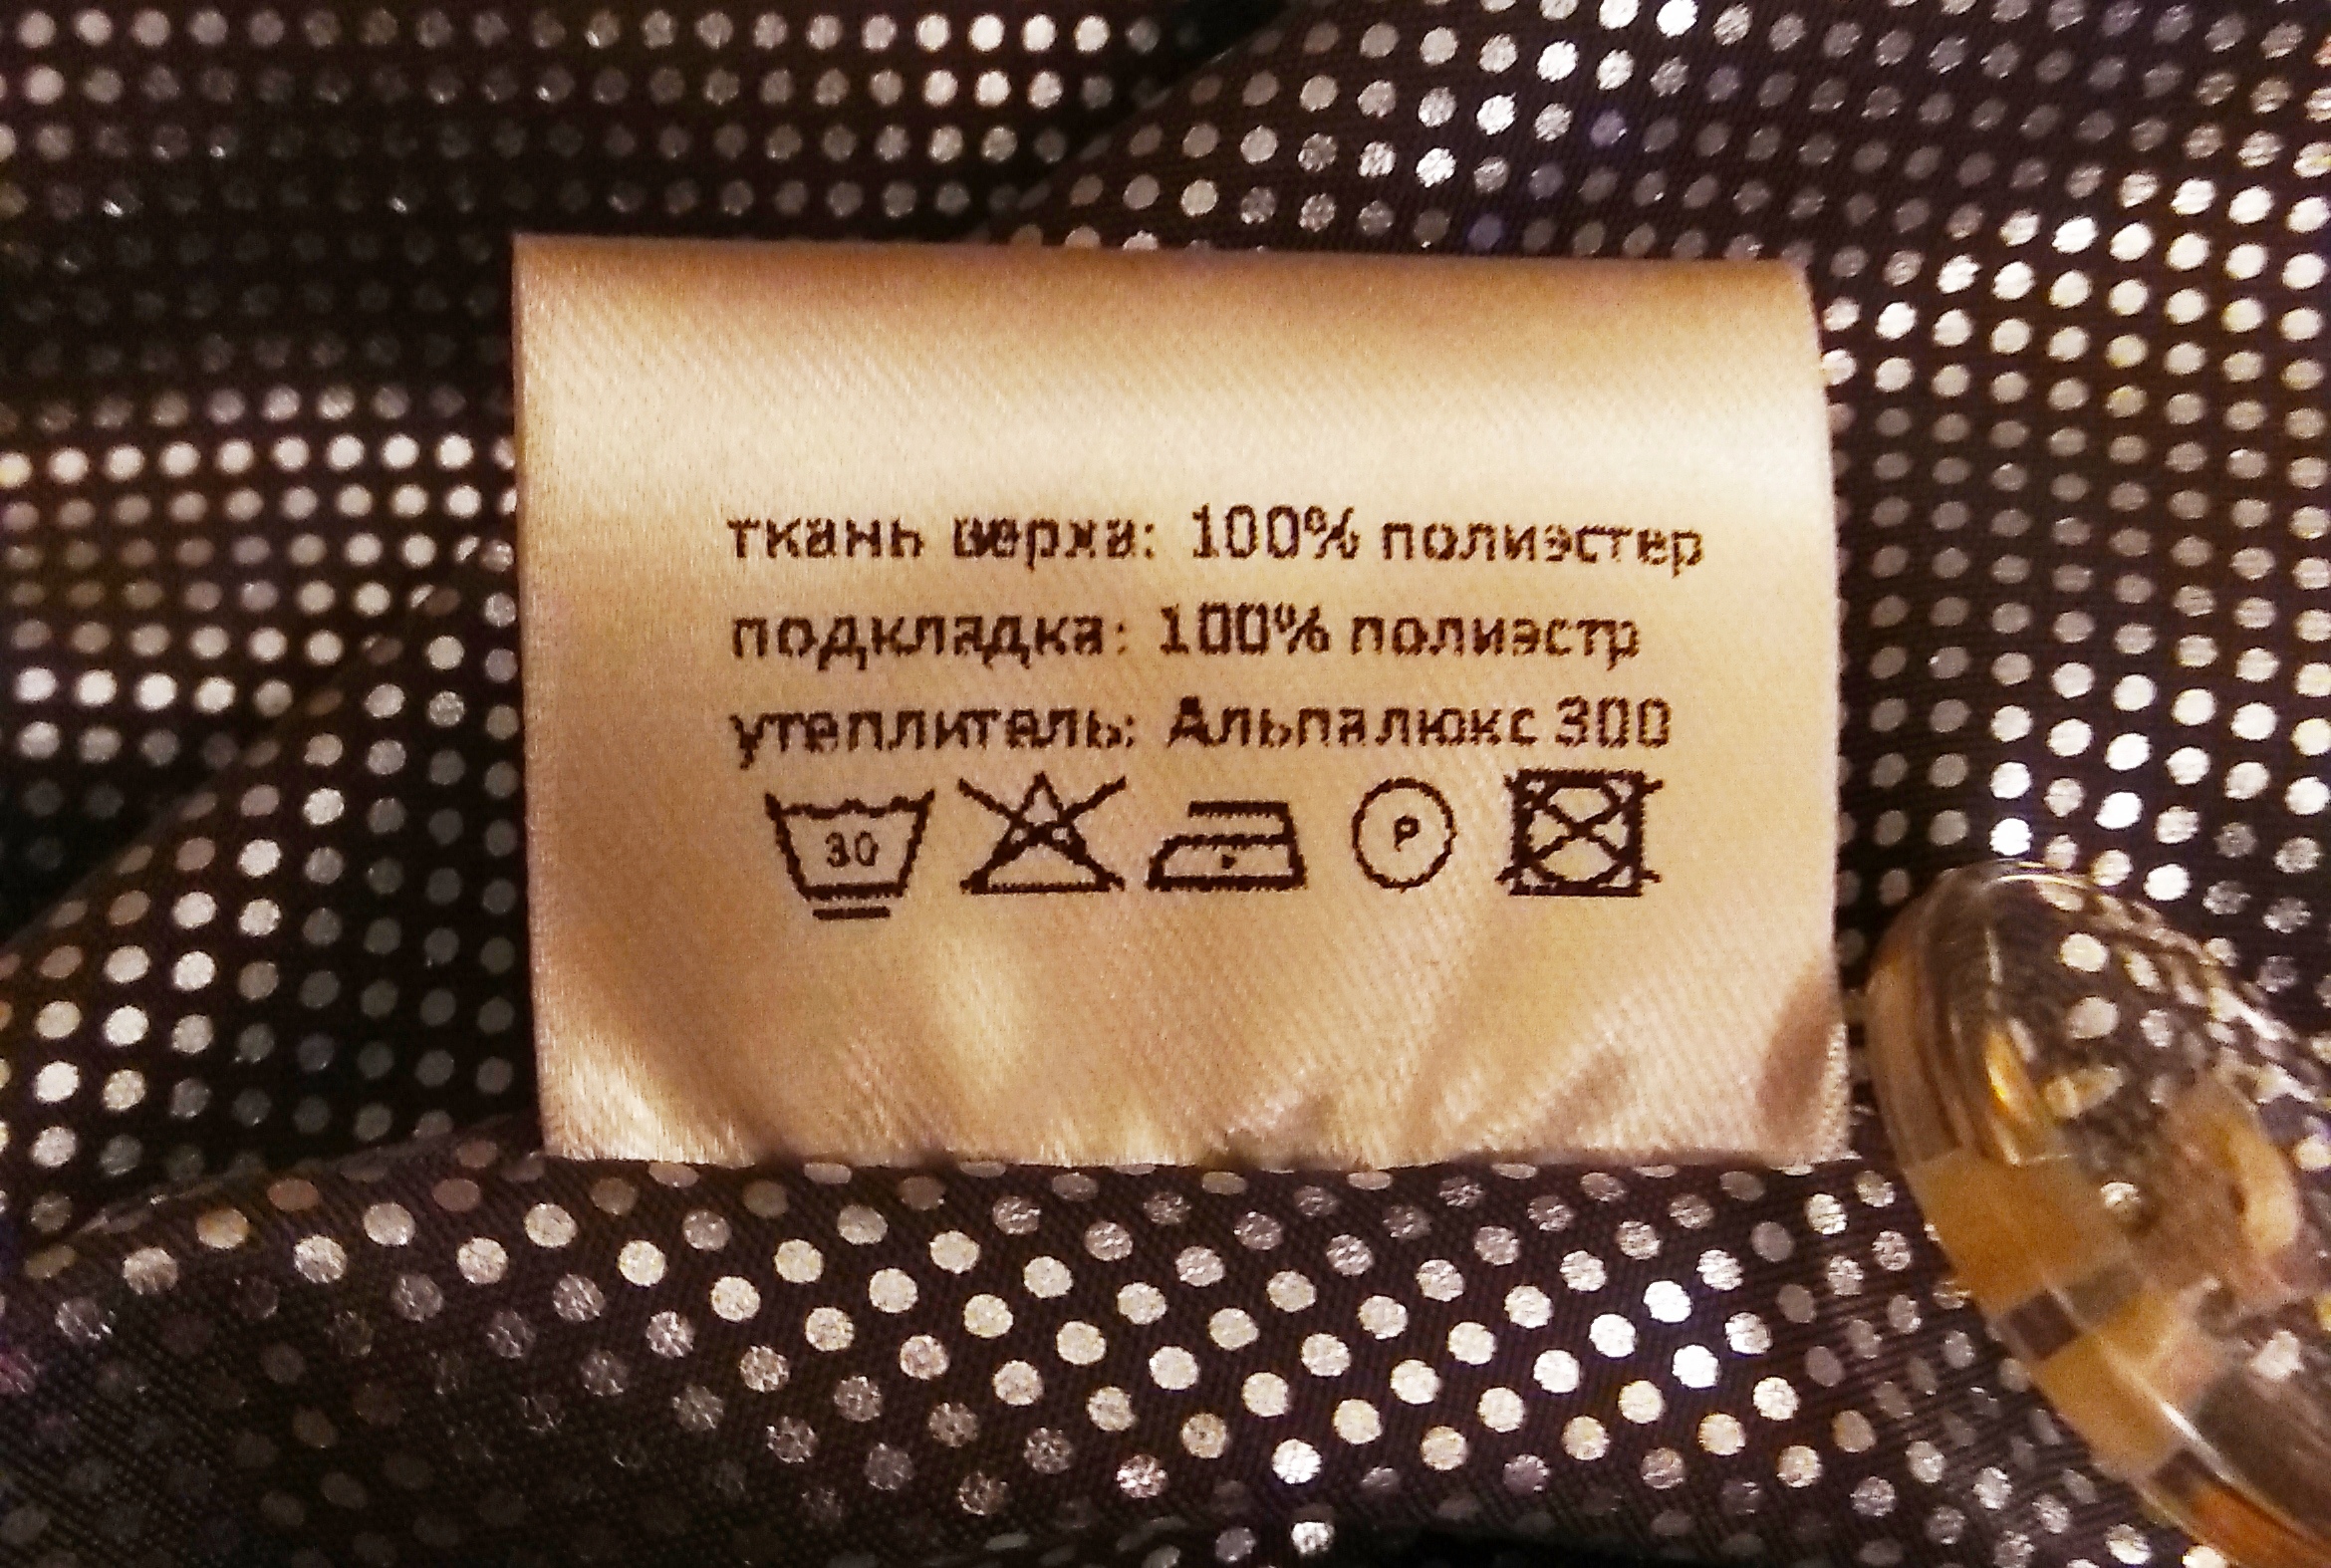 ткань верха: 100% полиэстер
подкладка: 100% полиэстр
утеплитель: Альпалюкс 300
30 P